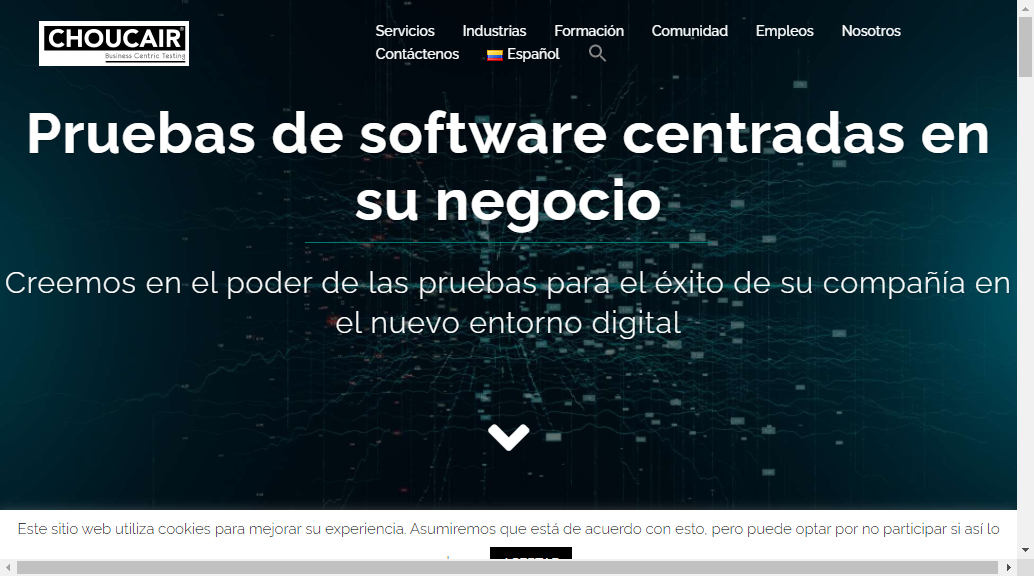 CHOUCAIR
Business Centric Testing
Servicios Industrias Formación Comunidad Empleos Nosotros
Contáctenos Español
Pruebas de software centradas en
su negocio
Creemos en el poder de las pruebas para el éxito de su compañía en
el nuevo entorno digital
Este sitio web utiliza cookies para mejorar su experiencia. Asumiremos que está de acuerdo con esto, pero puede optar por no participar si así lo